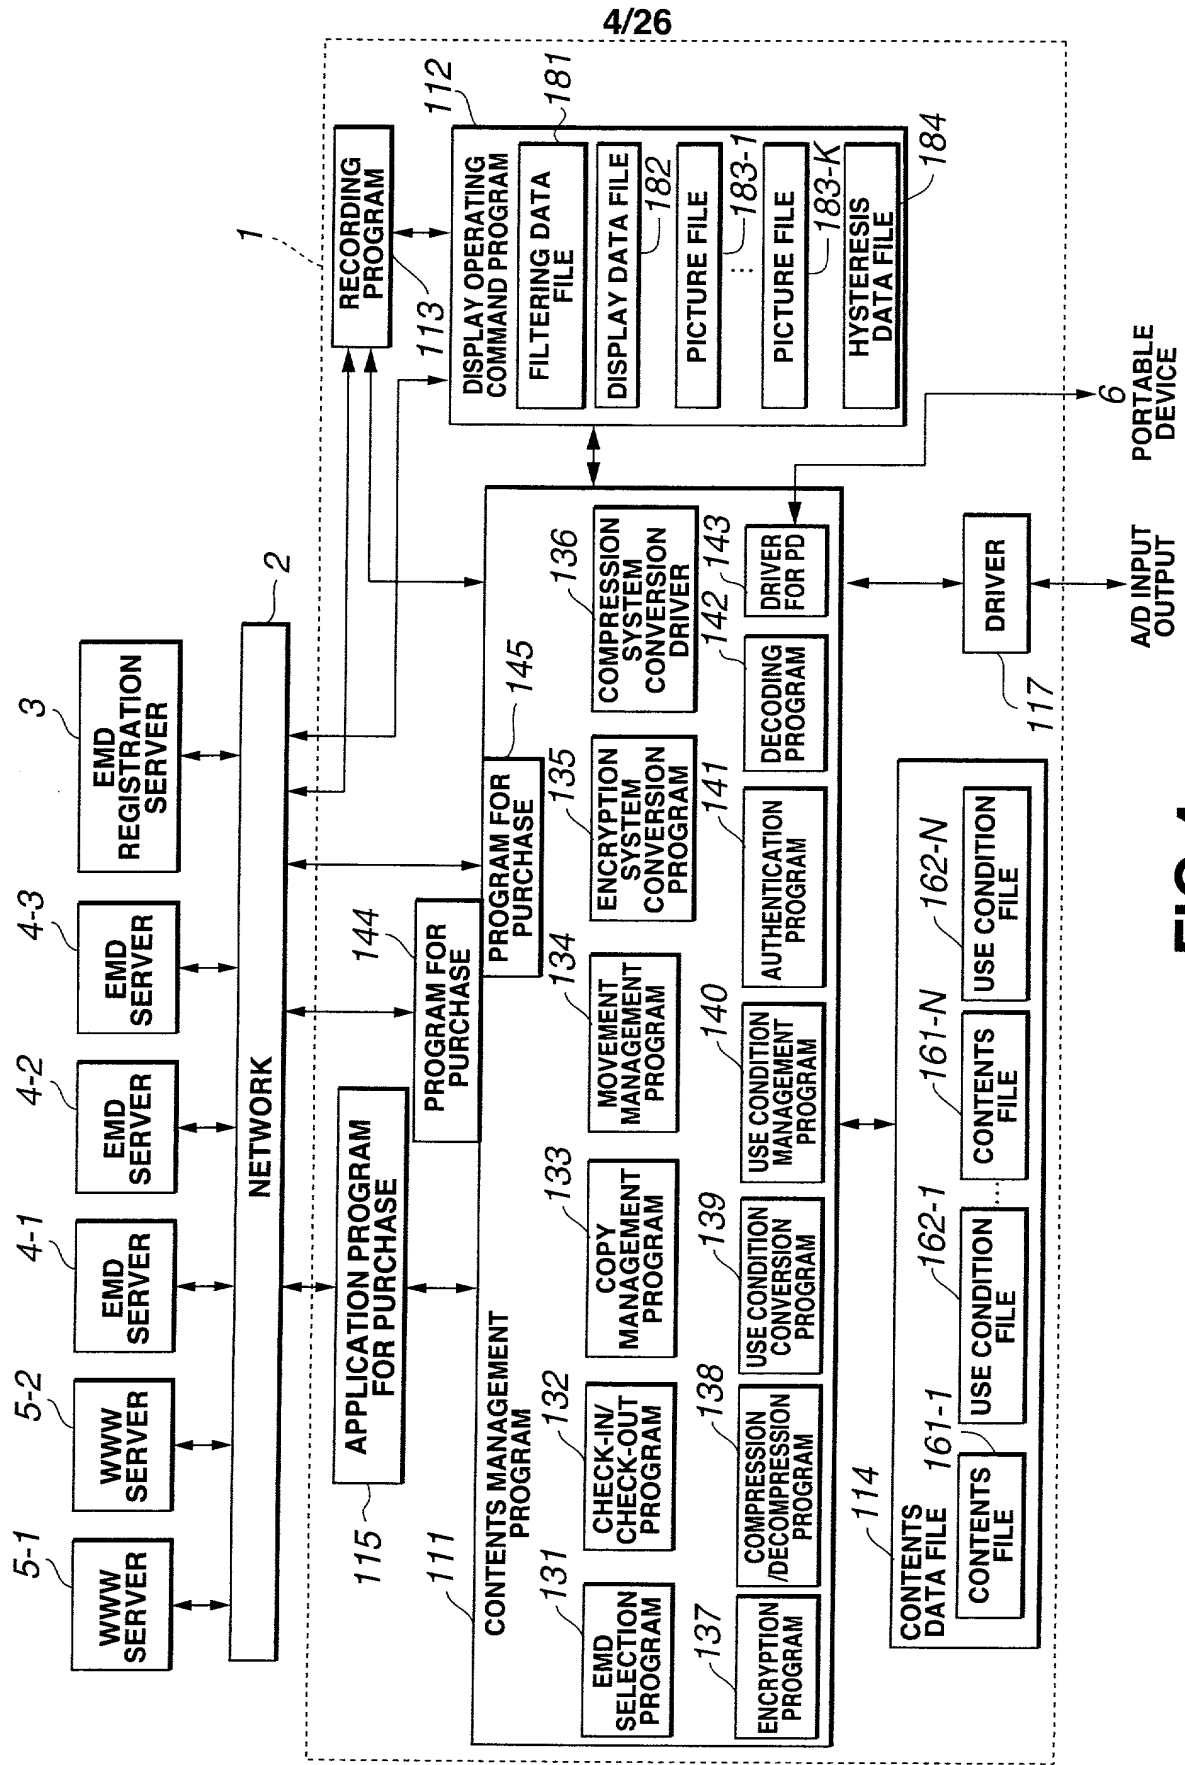 4/26
5-1
WWW
SERVER
5-2
WWW
SERVER
4-1
EMD
SERVER
4-2
EMD
SERVER
4-3
EMD
SERVER
3
EMD
REGISTRATION
SERVER
NETWORK
2
1
115
APPLICATION PROGRAM
FOR PURCHASE
144
PROGRAM FOR
PURCHASE
145
PROGRAM FOR
PURCHASE
RECORDING
PROGRAM
113
111
CONTENTS MANAGEMENT
PROGRAM
131
EMD
SELECTION
PROGRAM
132
CHECK-IN/
CHECK-OUT
PROGRAM
133
COPY
MANAGEMENT
PROGRAM
134
MOVEMENT
MANAGEMENT
PROGRAM
135
ENCRYPTION
SYSTEM
CONVERSION
PROGRAM
136
COMPRESSION
SYSTEM
CONVERSION
DRIVER
137
ENCRYPTION
PROGRAM
138
COMPRESSION
/DECOMPRESSION
PROGRAM
139
USE CONDITION
CONVERSION
PROGRAM
140
USE CONDITION
MANAGEMENT
PROGRAM
141
AUTHENTICATION
PROGRAM
142
DECODING
PROGRAM
143
DRIVER
FOR PD
112
DISPLAY OPERATING
COMMAND PROGRAM
181
FILTERING DATA
FILE
DISPLAY DATA FILE
182
PICTURE FILE
183-1
PICTURE FILE
183-K
HYSTERESIS
DATA FILE
184
114
CONTENTS
DATA FILE
161-1
CONTENTS
FILE
162-1
USE CONDITION
FILE
161-N
CONTENTS
FILE
162-N
USE CONDITION
FILE
DRIVER
117
A/D INPUT
OUTPUT
6
PORTABLE
DEVICE